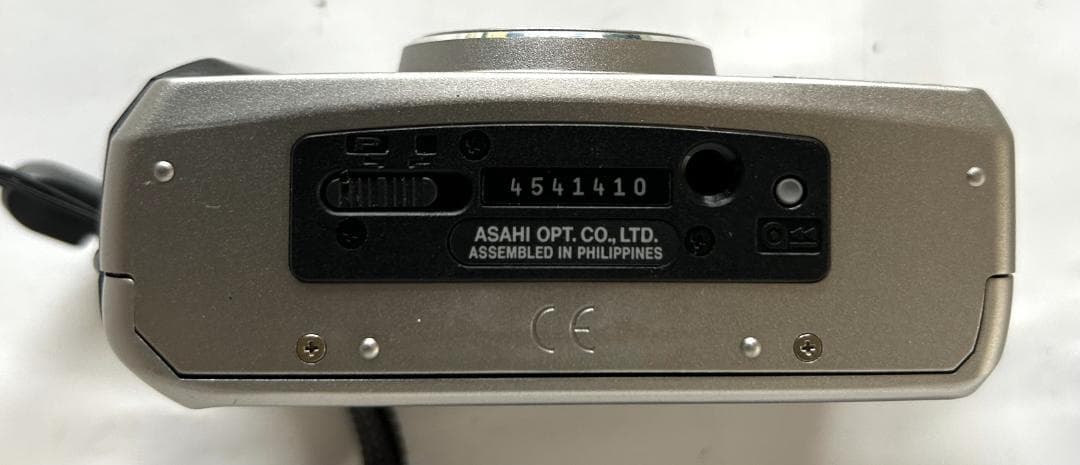 P
4541410
ASAHI OPT. CO., LTD.
ASSEMBLED IN PHILIPPINES
CE